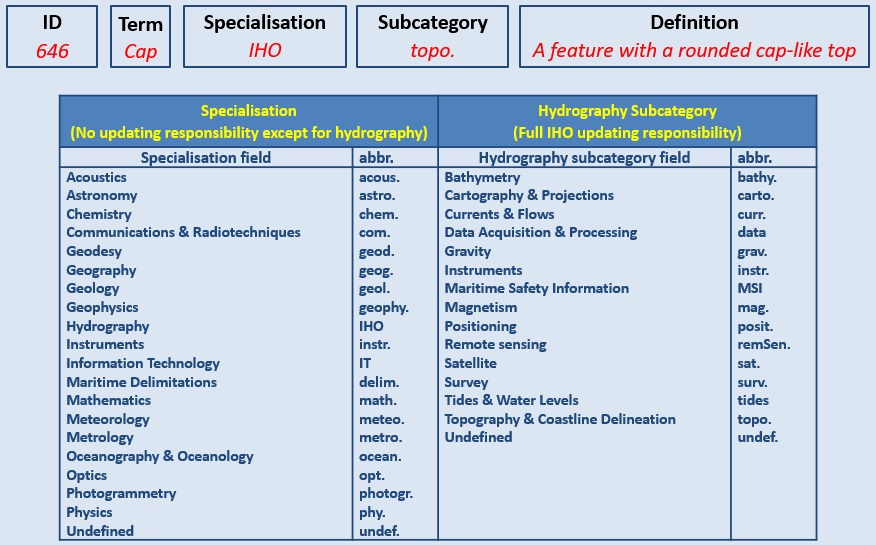 ID Term Specialisation Subcategory Definition
646 Cap IHO topo. A feature with a rounded cap-like top
Specialisation Hydrography Subcategory
(No updating responsibility except for hydrography) (Full IHO updating responsibility)
Specialisation field abbr. Hydrography subcategory field abbr.
Acoustics acous. Bathymetry bathy.
Astronomy astro. Cartography & Projections carto.
Chemistry chem. Currents & Flows curr.
Communications & Radiotechniques com. Data Acquisition & Processing data
Geodesy geod. Gravity grav.
Geography geog. Instruments instr.
Geology geol. Maritime Safety Information MSI
Geophysics geophy. Magnetism mag.
Hydrography IHO Positioning posit.
Instruments instr. Remote sensing remSen.
Information Technology IT Satellite sat.
Maritime Delimitations delim. Survey surv.
Mathematics math. Tides & Water Levels tides
Meteorology meteo. Topography & Coastline Delineation topo.
Metrology metro. Undefined undef.
Oceanography & Oceanology ocean.
Optics opt.
Photogrammetry photogr.
Physics phy.
Undefined undef.